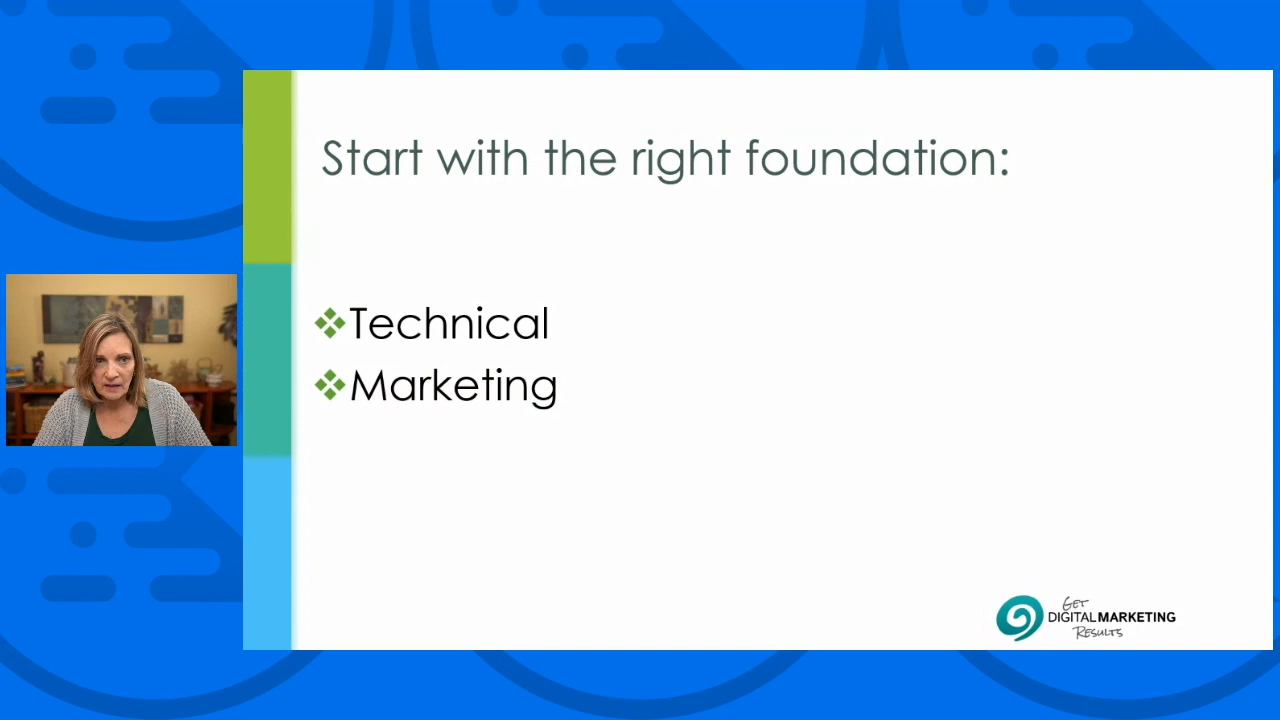 Start with the right foundation:
Technical
Marketing
GET
DIGITAL MARKETING
RESULTS